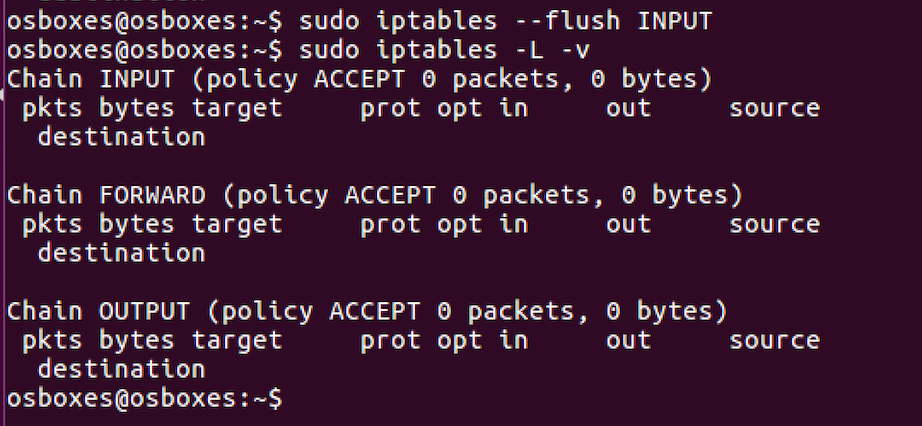 osboxes@osboxes:~$ sudo iptables --flush INPUT
osboxes@osboxes:~$ sudo iptables -L -v
Chain INPUT (policy ACCEPT 0 packets, 0 bytes)
 pkts bytes target     prot opt in     out     source
  destination

Chain FORWARD (policy ACCEPT 0 packets, 0 bytes)
 pkts bytes target     prot opt in     out     source
  destination

Chain OUTPUT (policy ACCEPT 0 packets, 0 bytes)
 pkts bytes target     prot opt in     out     source
  destination
osboxes@osboxes:~$